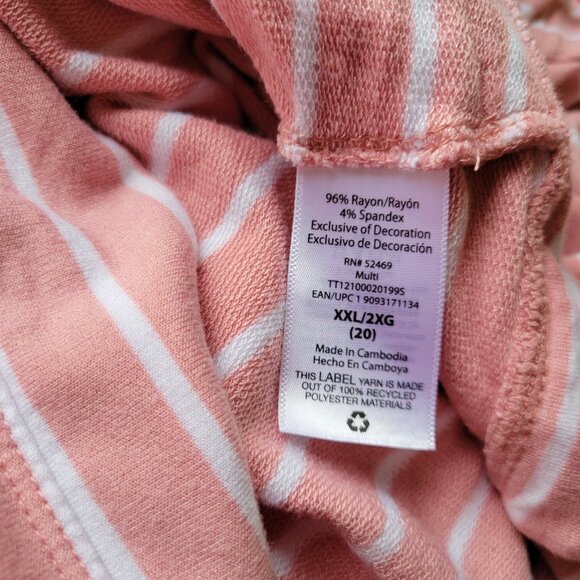 96% Rayon/Rayón
4% Spandex
Exclusive of Decoration
Exclusivo de Decoración
RN# 52469
Multi
TT12100020199S
EAN/UPC 1 9093171134
XXL/2XG
(20)
Made In Cambodia
Hecho En Camboya
THIS LABEL YARN IS MADE
OUT OF 100% RECYCLED
POLYESTER MATERIALS